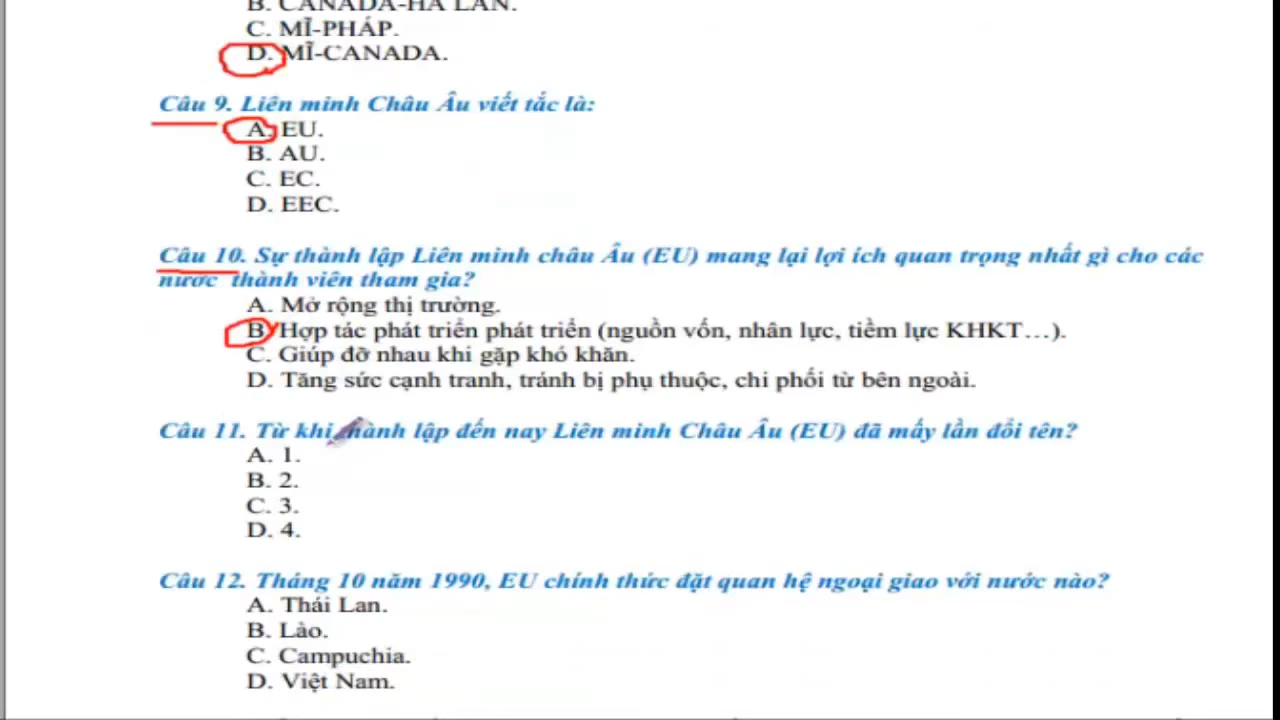 B. CANADA-HÀ LAN.
C. MĨ-PHÁP.
D. MĨ-CANADA.
Câu 9. Liên minh Châu Âu viết tắc là:
A. EU.
B. AU.
C. EC.
D. EEC.
Câu 10. Sự thành lập Liên minh châu Âu (EU) mang lại lợi ích quan trọng nhất gì cho các
nước thành viên tham gia?
A. Mở rộng thị trường.
B. Hợp tác phát triển phát triển (nguồn vốn, nhân lực, tiềm lực KHKT…).
C. Giúp đỡ nhau khi gặp khó khăn.
D. Tăng sức cạnh tranh, tránh bị phụ thuộc, chi phối từ bên ngoài.
Câu 11. Từ khi thành lập đến nay Liên minh Châu Âu (EU) đã mấy lần đổi tên?
A. 1.
B. 2.
C. 3.
D. 4.
Câu 12. Tháng 10 năm 1990, EU chính thức đặt quan hệ ngoại giao với nước nào?
A. Thái Lan.
B. Lào.
C. Campuchia.
D. Việt Nam.